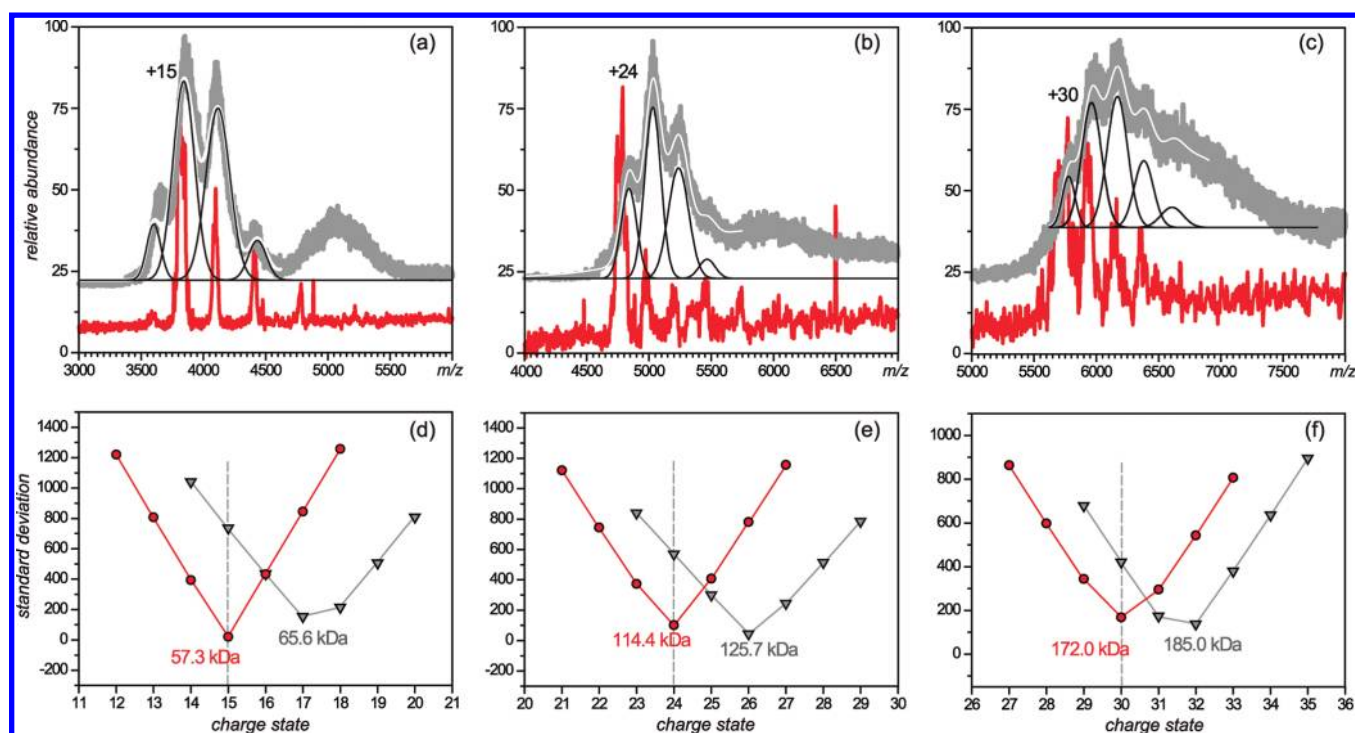 (a)
+15
relative abundance
100
75
50
25
0
3000 3500 4000 4500 5000 m/z
(b)
+24
100
75
50
25
0
4000 4500 5000 5500 6000 6500 m/z
(c)
+30
100
75
50
25
0
5000 5500 6000 6500 7000 7500 m/z
(d)
standard deviation
1400
1200
1000
800
600
400
200
0
-200
57.3 kDa
65.6 kDa
11 12 13 14 15 16 17 18 19 20 21
charge state
(e)
1400
1200
1000
800
600
400
200
0
-200
114.4 kDa
125.7 kDa
20 21 22 23 24 25 26 27 28 29 30
charge state
(f)
1000
800
600
400
200
0
172.0 kDa
185.0 kDa
26 27 28 29 30 31 32 33 34 35 36
charge state